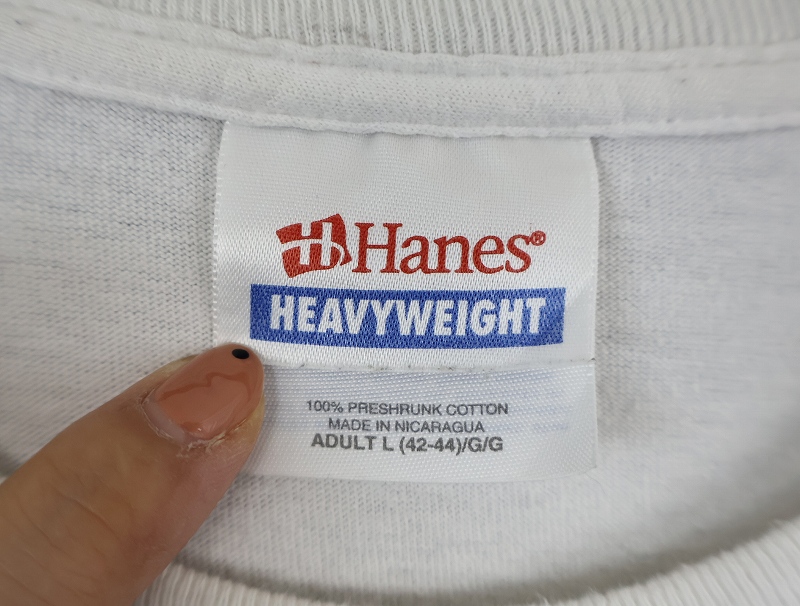 Hanes®
HEAVYWEIGHT
100% PRESHRUNK COTTON
MADE IN NICARAGUA
ADULT L (42-44)/G/G